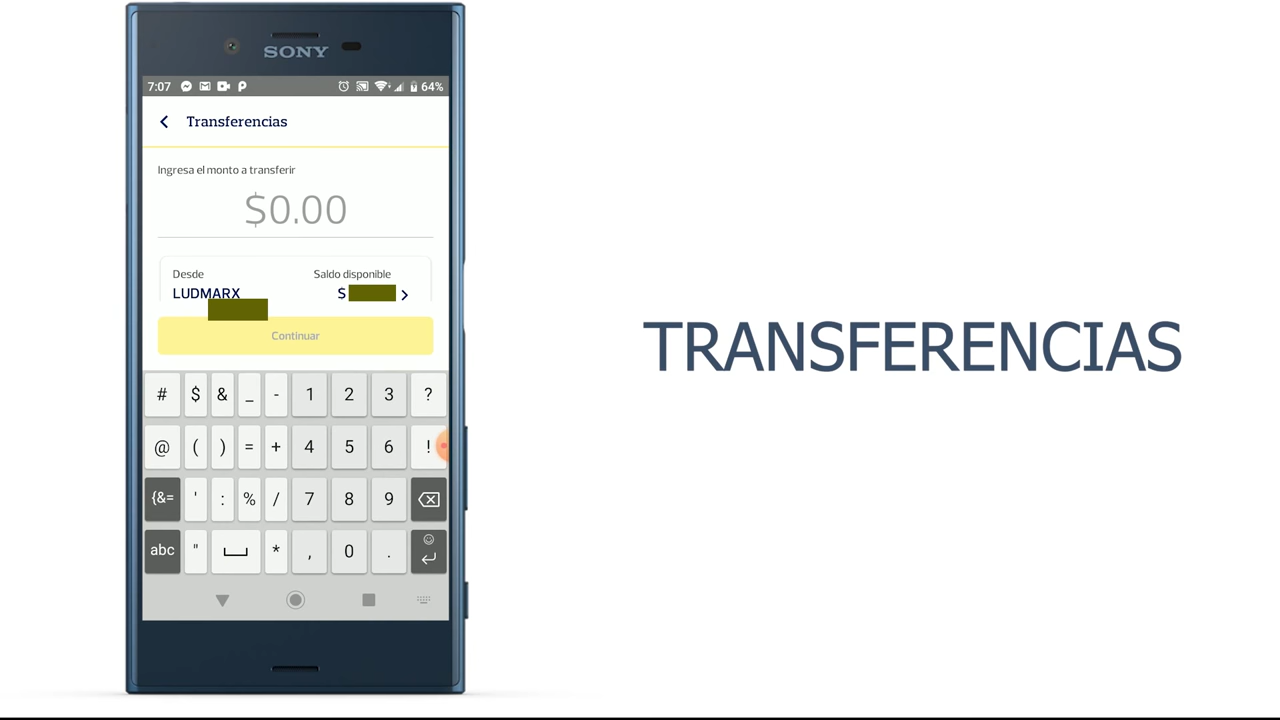 SONY
7:07 64%
Transferencias
Ingresa el monto a transferir
$0.00
Desde Saldo disponible
LUDMARX $
Continuar
# $ & _ - 1 2 3 ?
@ ( ) = + 4 5 6 !
{&= ' : % / 7 8 9
abc " * , 0 .
TRANSFERENCIAS